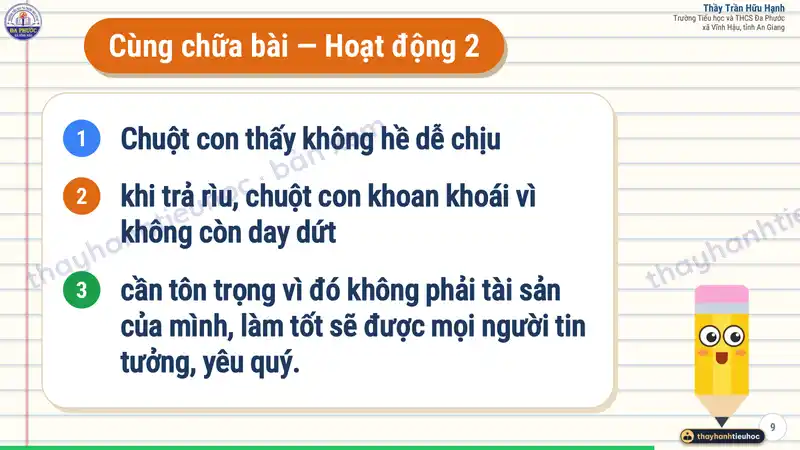 Thầy Trần Hữu Hạnh
Trường Tiểu học và THCS Đa Phước
xã Vĩnh Hậu, tỉnh An Giang
ĐA PHƯỚC
Cùng chữa bài — Hoạt động 2
1 Chuột con thấy không hề dễ chịu
2 khi trả rìu, chuột con khoan khoái vì
không còn day dứt
3 cần tôn trọng vì đó không phải tài sản
của mình, làm tốt sẽ được mọi người tin
tưởng, yêu quý.
thayhanhtieuhoc
9